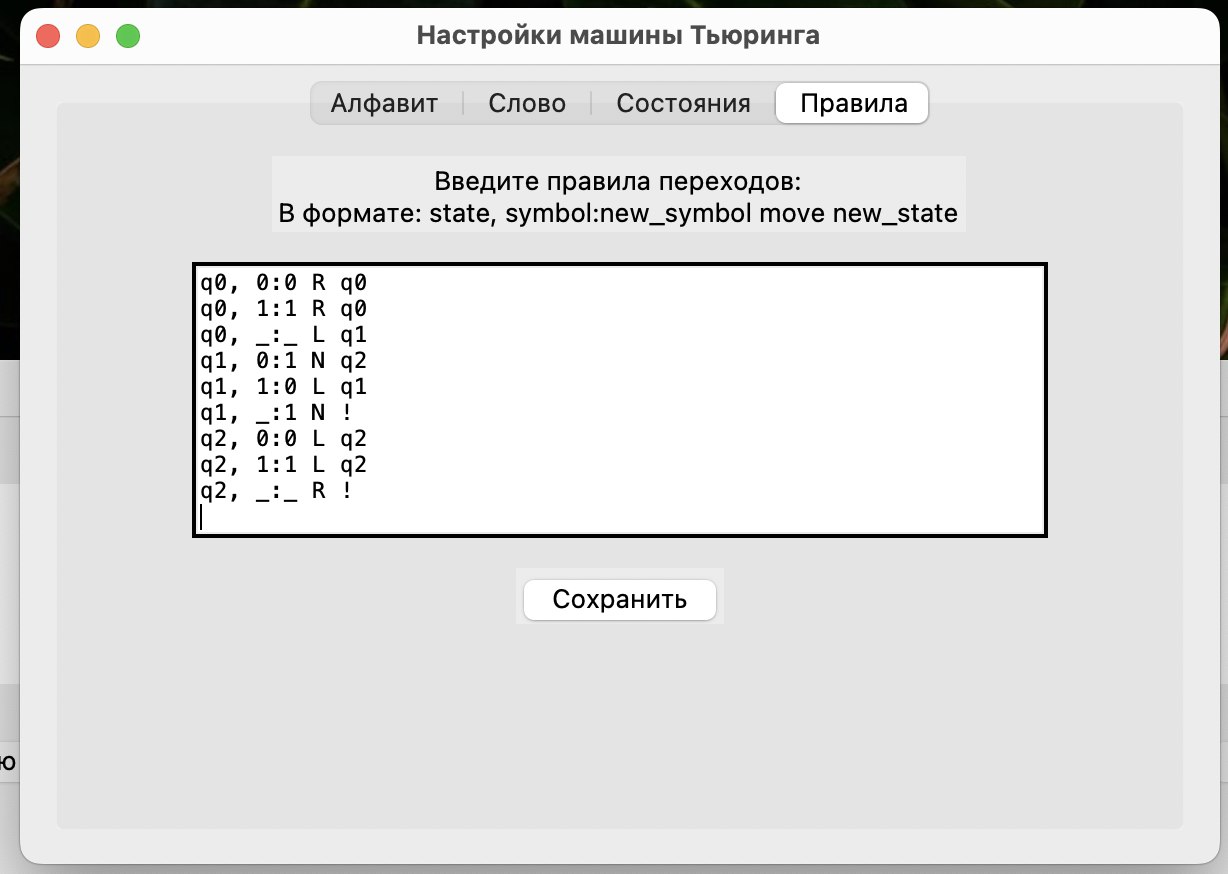 Настройки машины Тьюринга
Алфавит Слово Состояния Правила
Введите правила переходов:
В формате: state, symbol:new_symbol move new_state
q0, 0:0 R q0
q0, 1:1 R q0
q0, _:_ L q1
q1, 0:1 N q2
q1, 1:0 L q1
q1, _:1 N !
q2, 0:0 L q2
q2, 1:1 L q2
q2, _:_ R !
Сохранить
ю